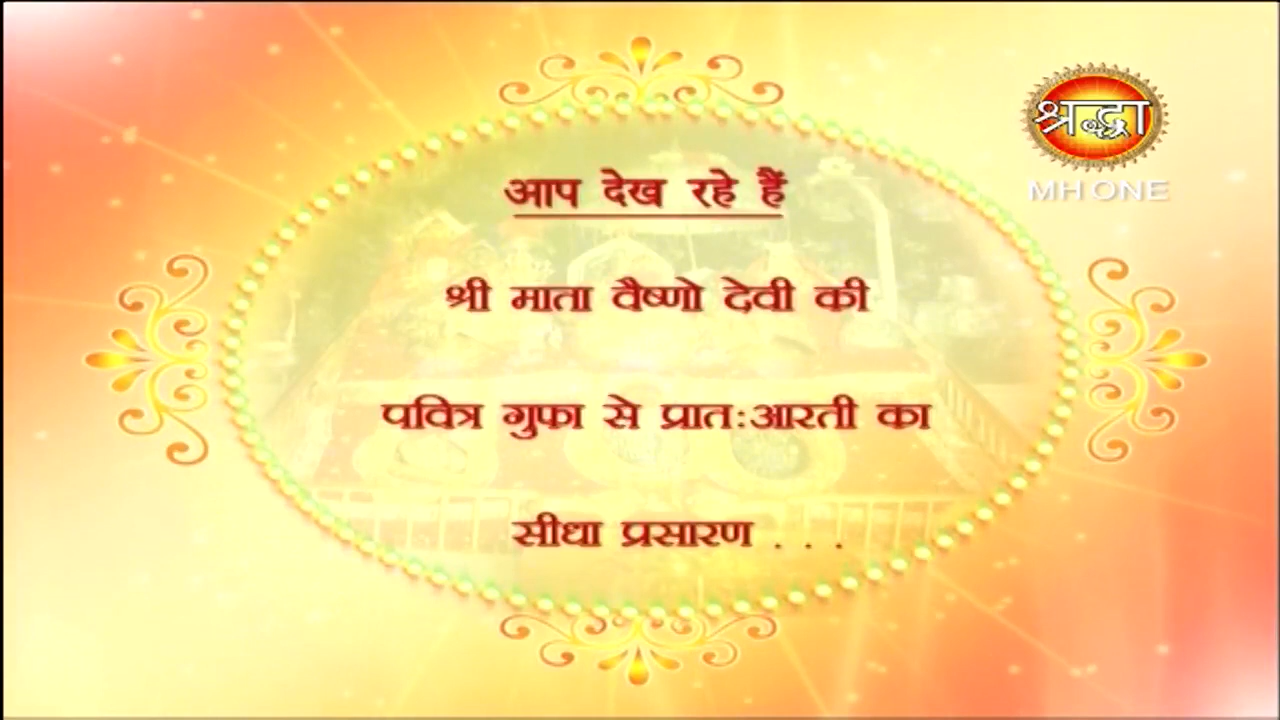 श्रद्धा
MH ONE
आप देख रहे हैं
श्री माता वैष्णो देवी की
पवित्र गुफा से प्रातःआरती का
सीधा प्रसारण . . .